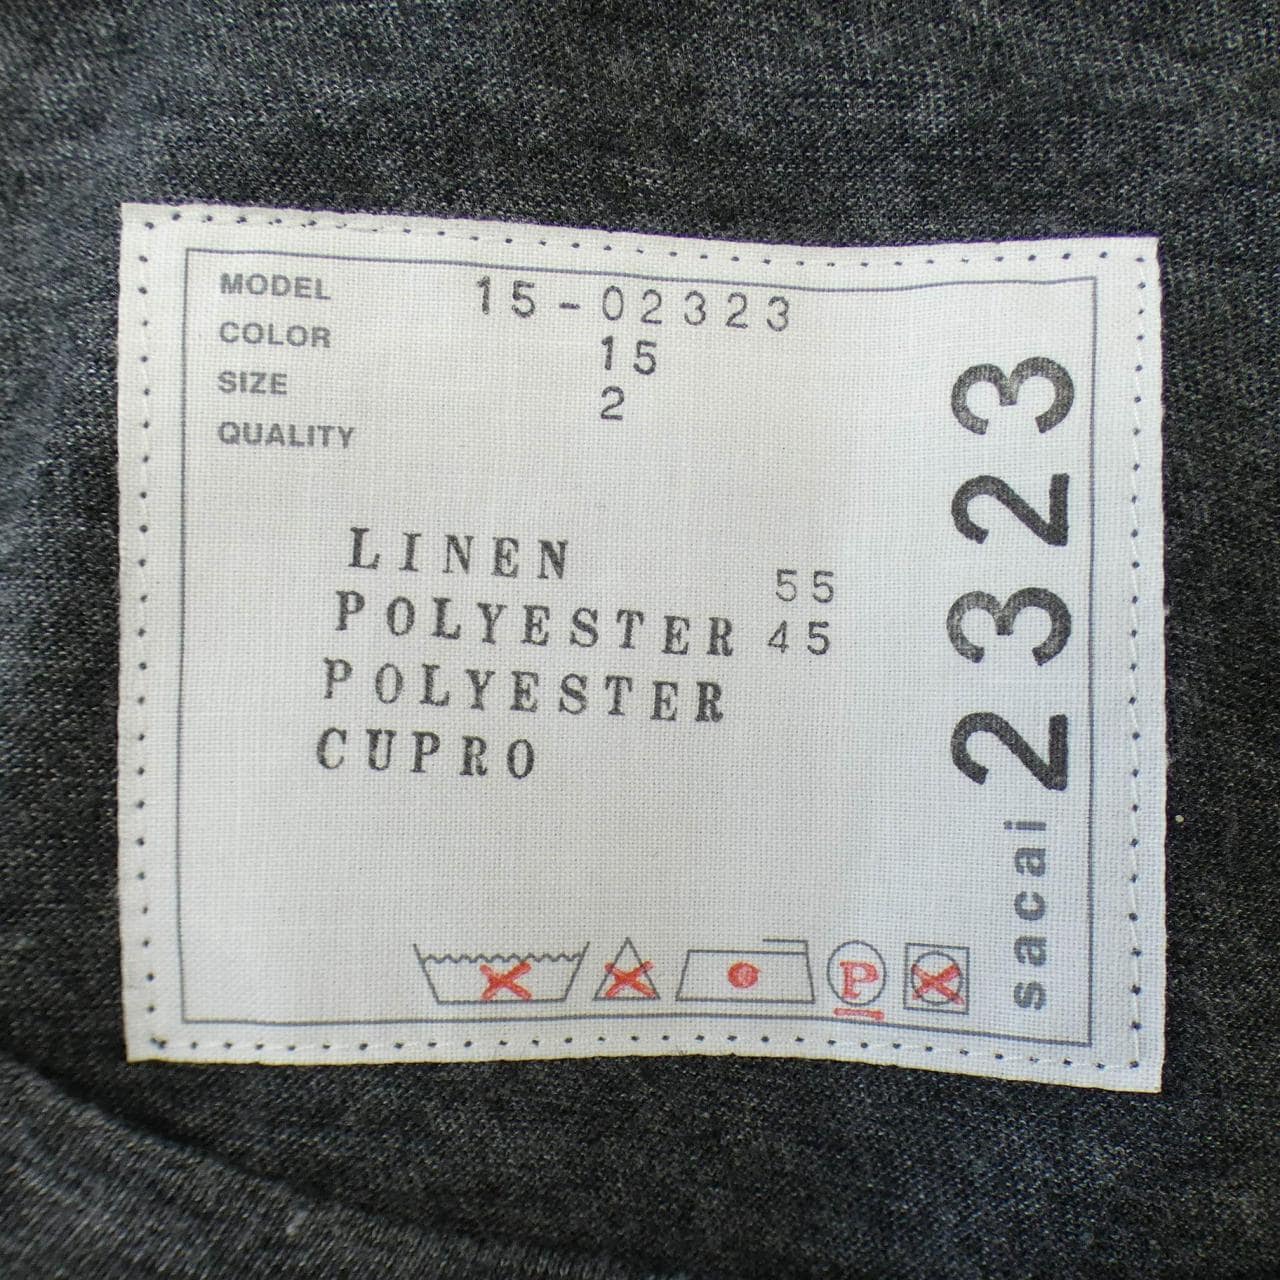 MODEL 15-02323
COLOR 15
SIZE 2
QUALITY
LINEN 55
POLYESTER 45
POLYESTER
CUPRO
P
sacai 2323